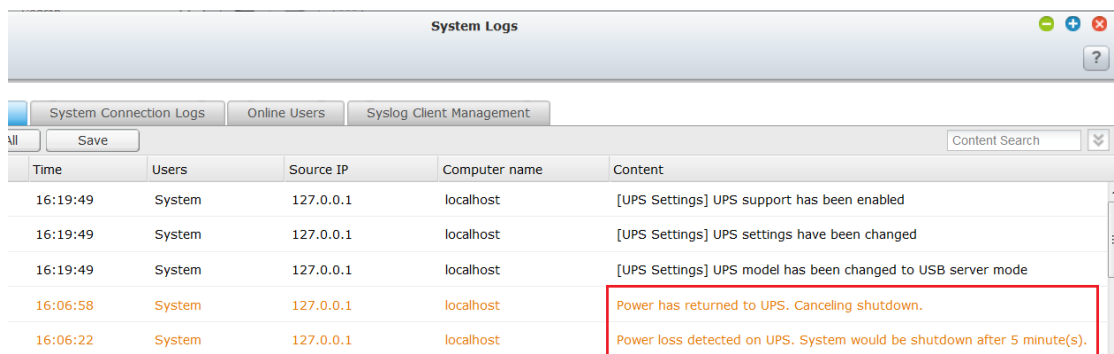 System Logs
?
System Connection Logs Online Users Syslog Client Management
All Save Content Search
Time Users Source IP Computer name Content
16:19:49 System 127.0.0.1 localhost [UPS Settings] UPS support has been enabled
16:19:49 System 127.0.0.1 localhost [UPS Settings] UPS settings have been changed
16:19:49 System 127.0.0.1 localhost [UPS Settings] UPS model has been changed to USB server mode
16:06:58 System 127.0.0.1 localhost Power has returned to UPS. Canceling shutdown.
16:06:22 System 127.0.0.1 localhost Power loss detected on UPS. System would be shutdown after 5 minute(s).